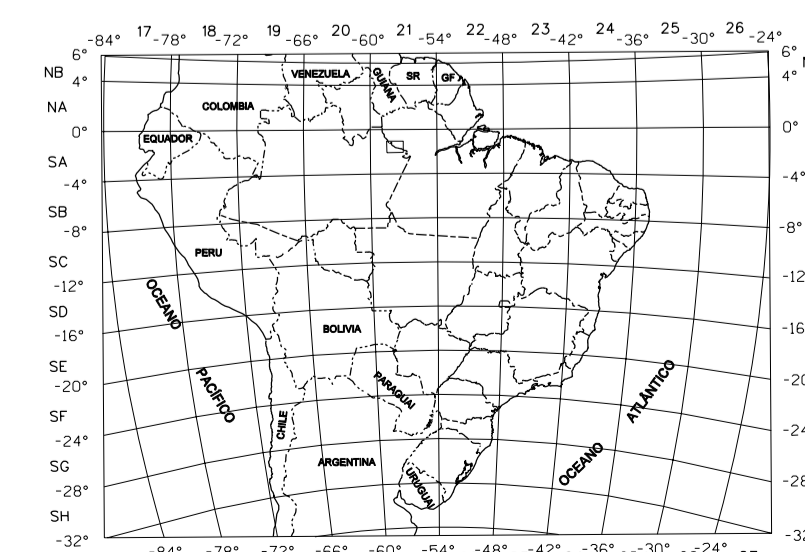 17 18 19 20 21 22 23 24 25 26
-84° -78° -72° -66° -60° -54° -48° -42° -36° -30° -24°
6° 6°
NB VENEZUELA GUIANA SR GF
4° 4°
NA COLOMBIA
0° 0°
EQUADOR
SA
-4° -4°
SB
-8° -8°
PERU
SC
-12° -12
OCEANO PACÍFICO
SD
BOLIVIA
-16° -16
SE
PARAGUAI
-20° -20
OCEANO ATLÂNTICO
SF
CHILE
-24° -24
SG ARGENTINA
URUGUAI
-28° -28
SH
-32° -32
-84° -78° -72° -66° -60° -54° -48° -42° -36° -30° -24°